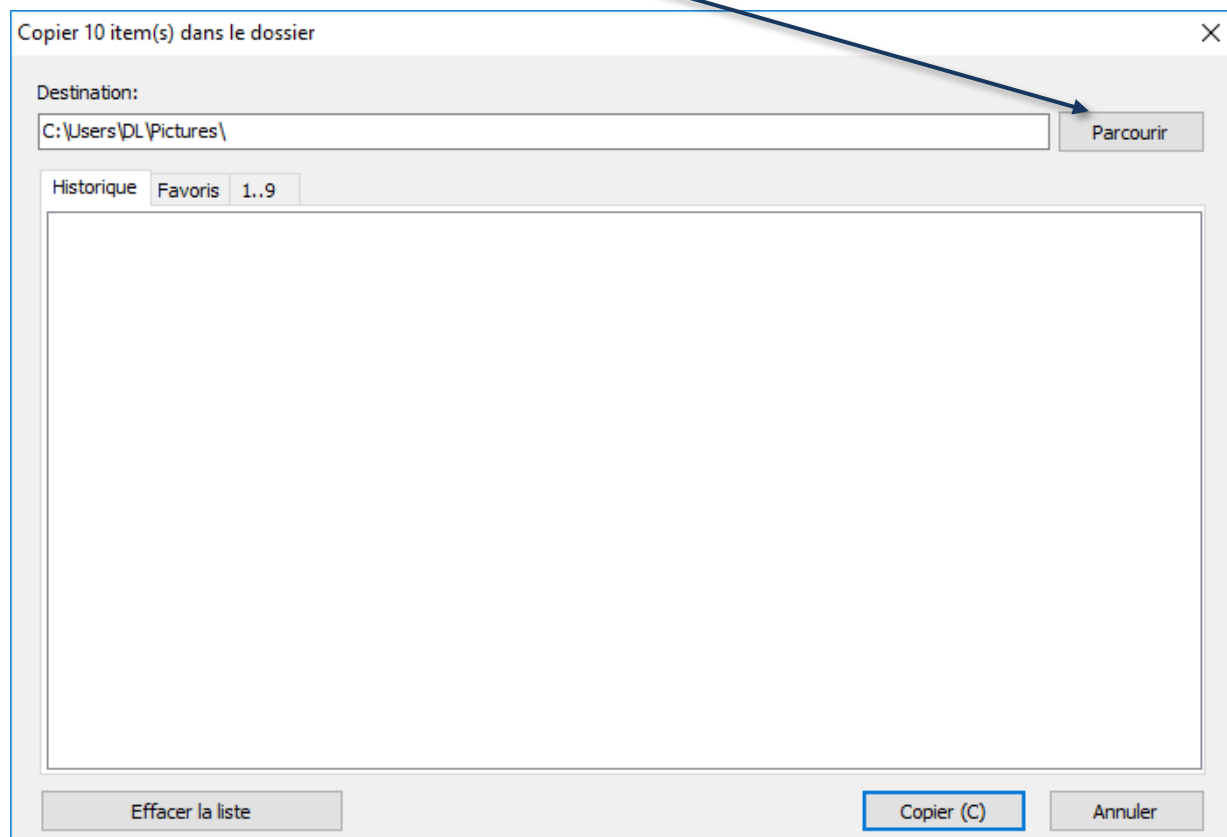 Copier 10 item(s) dans le dossier
Destination:
C:\Users\DL\Pictures\
Parcourir
Historique Favoris 1..9
Effacer la liste Copier (C) Annuler